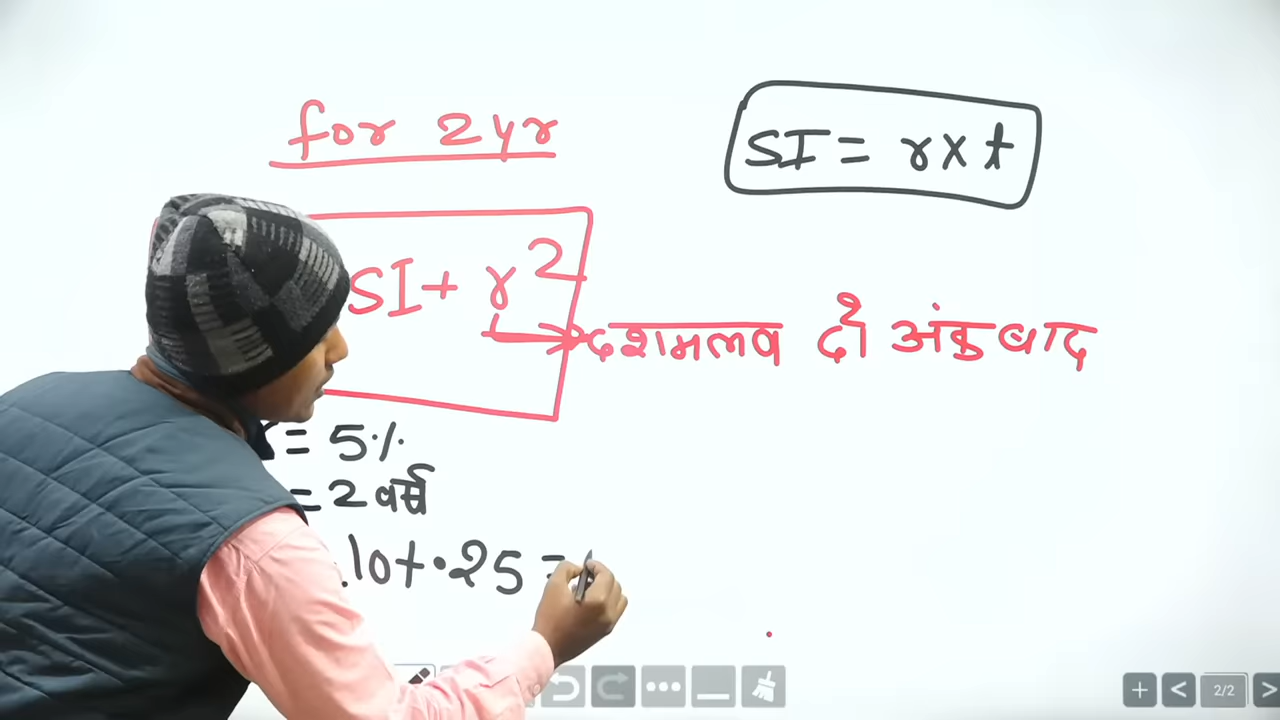 for 2yr
SI = r×t
SI + r²
दशमलव दो अंक बाद
= 5%
= 2 वर्ष
10+.25 =
2/2